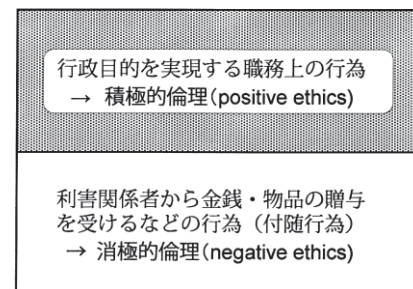 行政目的を実現する職務上の行為
→ 積極的倫理(positive ethics)
利害関係者から金銭・物品の贈与
を受けるなどの行為（付随行為）
→ 消極的倫理(negative ethics)